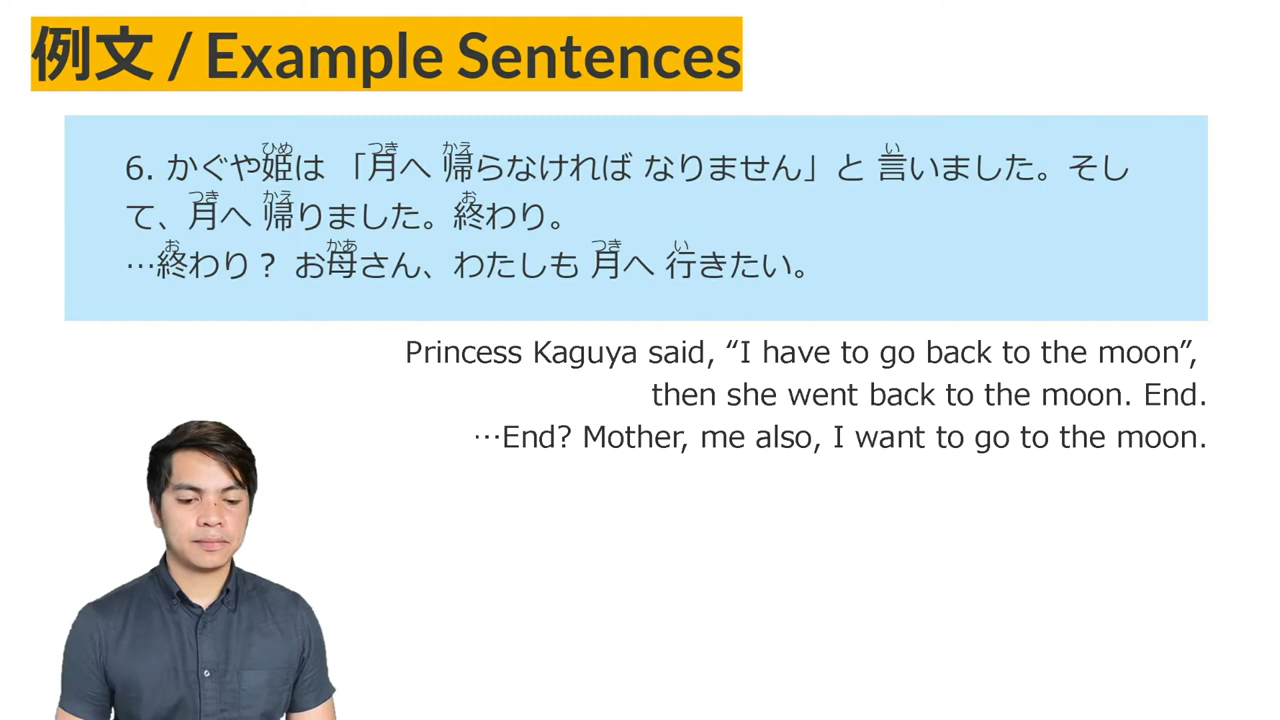 例文 / Example Sentences
6. かぐや姫は 「月へ 帰らなければ なりません」と 言いました。そし
て、月へ 帰りました。終わり。
…終わり？ お母さん、わたしも 月へ 行きたい。
Princess Kaguya said, “I have to go back to the moon”,
then she went back to the moon. End.
…End? Mother, me also, I want to go to the moon.